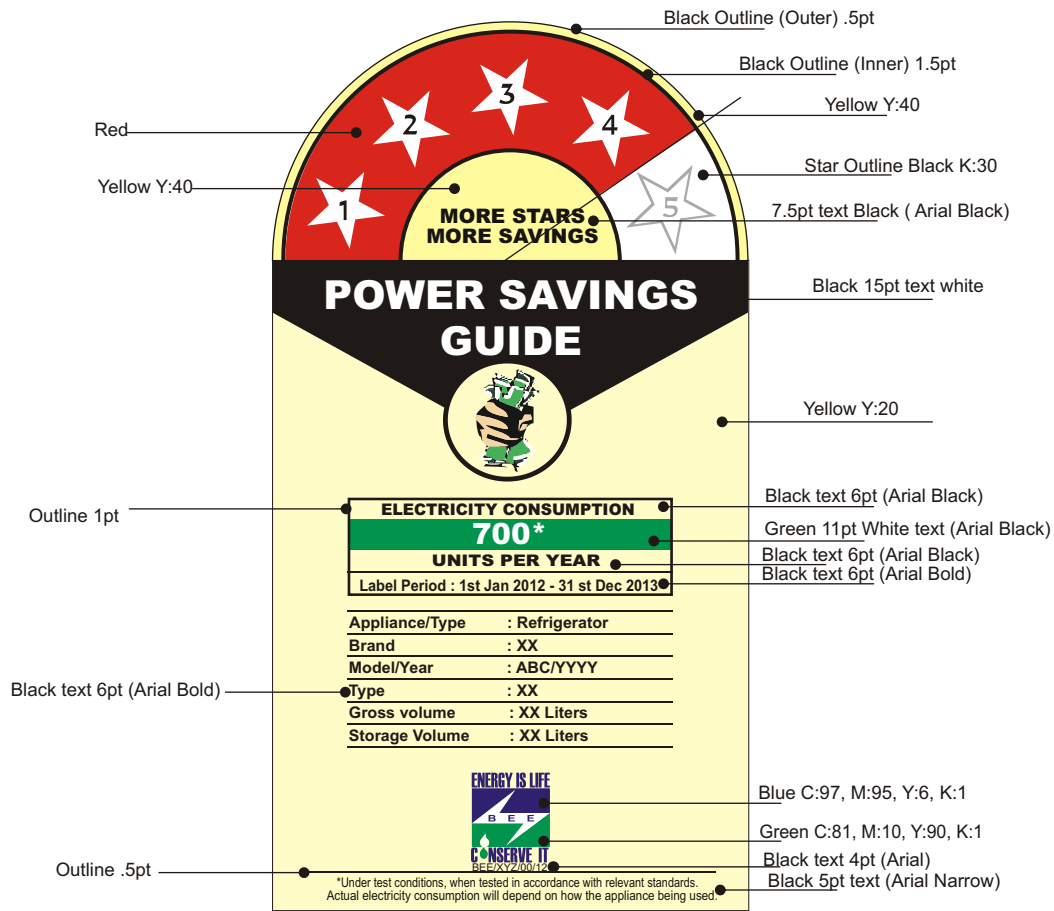 Black Outline (Outer) .5pt
Black Outline (Inner) 1.5pt
Yellow Y:40
Red
Star Outline Black K:30
Yellow Y:40
7.5pt text Black ( Arial Black)
1
2
3
4
5
MORE STARS
MORE SAVINGS
Black 15pt text white
POWER SAVINGS
GUIDE
Yellow Y:20
Outline 1pt
ELECTRICITY CONSUMPTION
Black text 6pt (Arial Black)
700*
Green 11pt White text (Arial Black)
UNITS PER YEAR
Black text 6pt (Arial Black)
Label Period : 1st Jan 2012 - 31 st Dec 2013
Black text 6pt (Arial Bold)
Appliance/Type : Refrigerator
Brand : XX
Model/Year : ABC/YYYY
Black text 6pt (Arial Bold)
Type : XX
Gross volume : XX Liters
Storage Volume : XX Liters
ENERGY IS LIFE
BEE
CONSERVE IT
BEE/XYZ/00/12
Blue C:97, M:95, Y:6, K:1
Green C:81, M:10, Y:90, K:1
Black text 4pt (Arial)
Outline .5pt
Black 5pt text (Arial Narrow)
*Under test conditions, when tested in accordance with relevant standards.
Actual electricity consumption will depend on how the appliance being used.